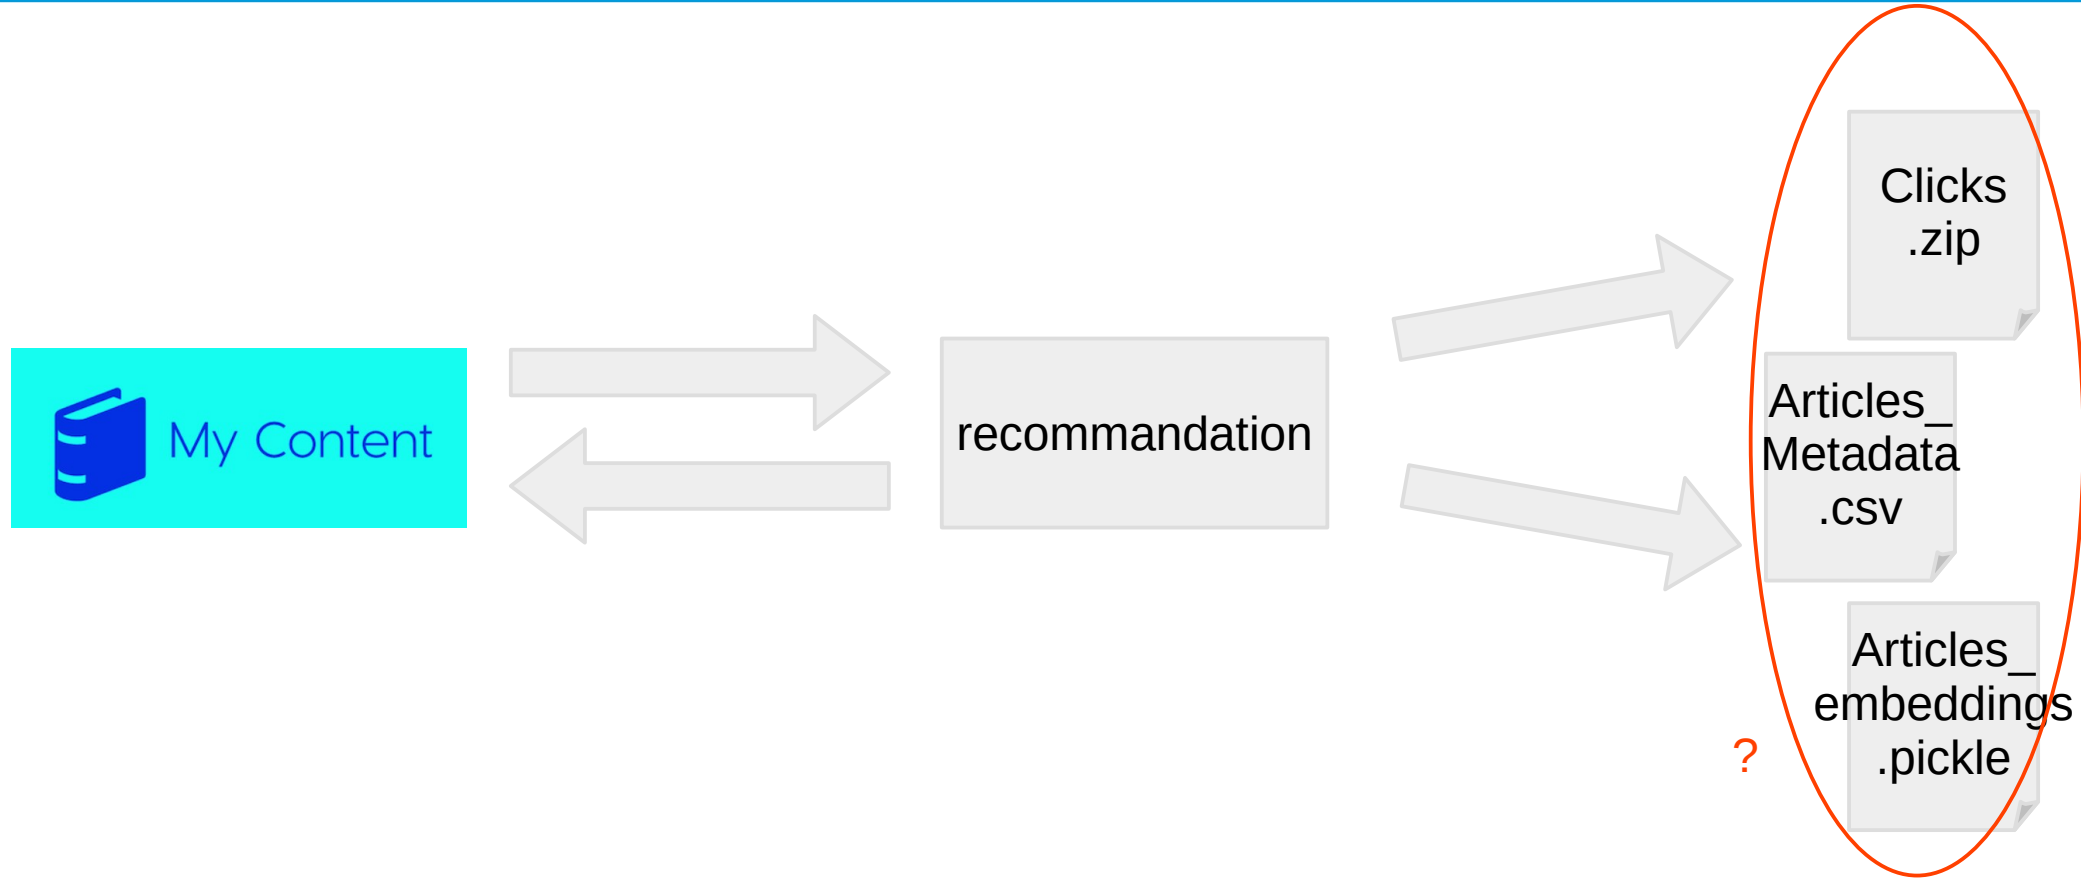 My Content
recommandation
Clicks
.zip
Articles_
Metadata
.csv
Articles_
embeddings
.pickle
?